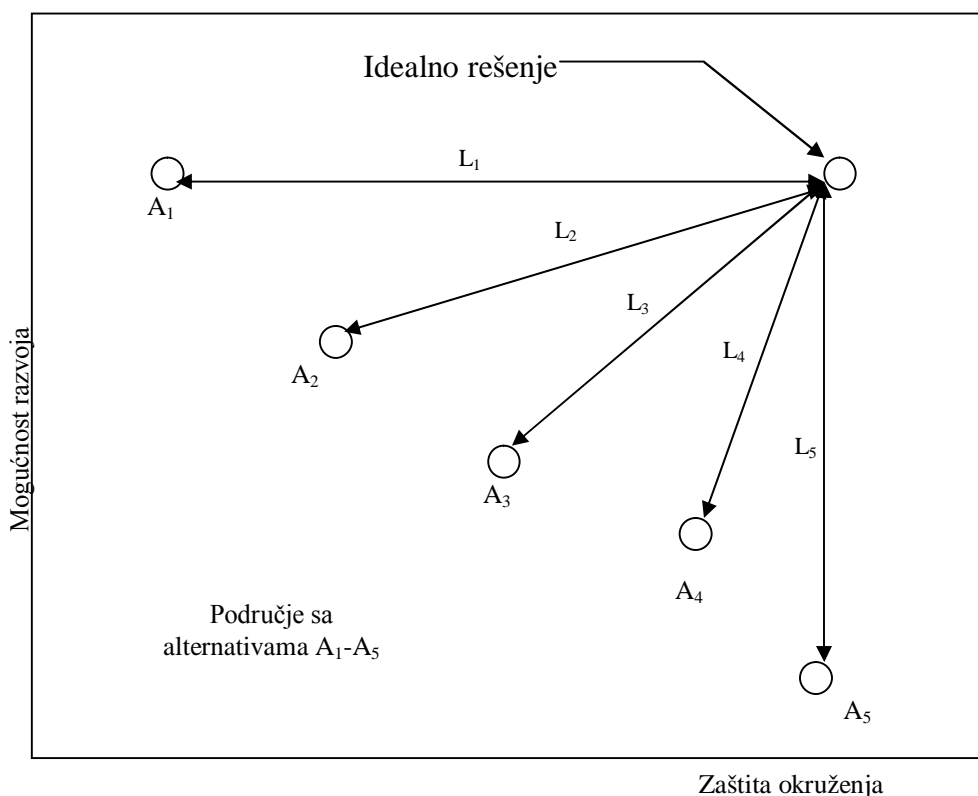 Idealno rešenje
L₁
A₁
L₂
L₃
A₂
L₄
Mogućnost razvoja
L₅
A₃
A₄
Područje sa
alternativama A₁-A₅
A₅
Zaštita okruženja